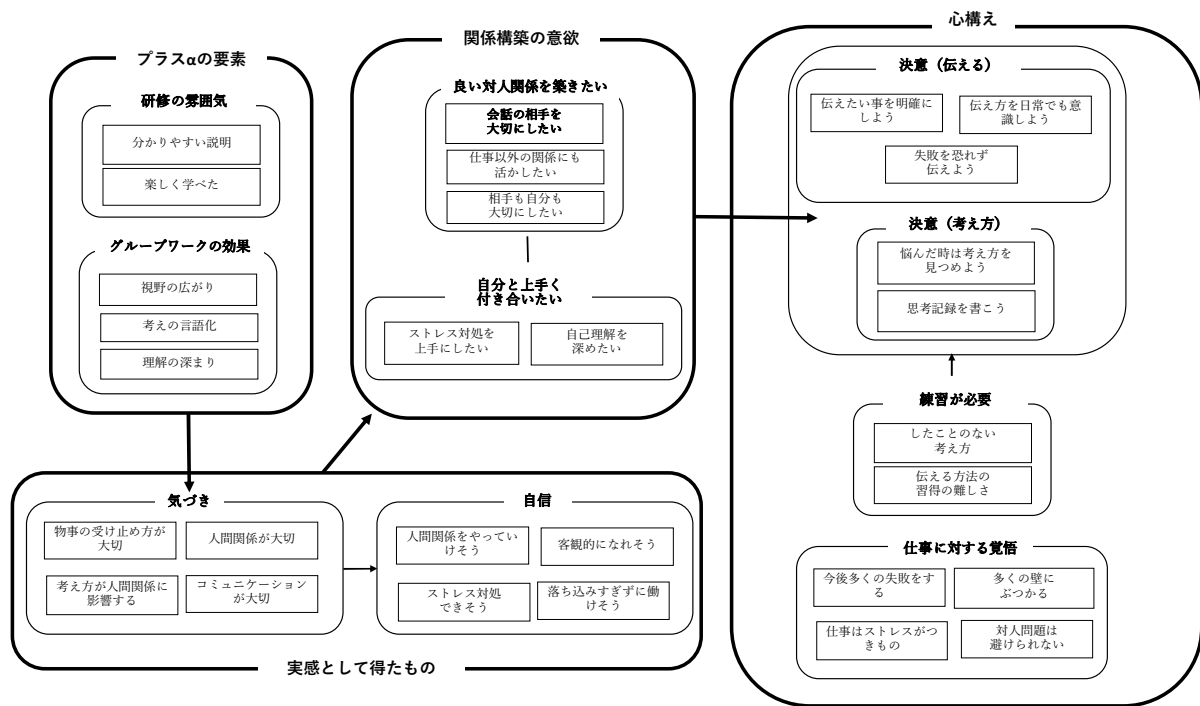 プラスαの要素
研修の雰囲気
分かりやすい説明
楽しく学べた
グループワークの効果
視野の広がり
考えの言語化
理解の深まり
関係構築の意欲
良い対人関係を築きたい
会話の相手を
大切にしたい
仕事以外の関係にも
活かしたい
相手も自分も
大切にしたい
自分と上手く
付き合いたい
ストレス対処を
上手にしたい
自己理解を
深めたい
実感として得たもの
気づき
物事の受け止め方が
大切
人間関係が大切
考え方が人間関係に
影響する
コミュニケーション
が大切
自信
人間関係をやってい
けそう
客観的になれそう
ストレス対処
できそう
落ち込みすぎずに働
けそう
心構え
決意（伝える）
伝えたい事を明確に
しよう
伝え方を日常でも意
識しよう
失敗を恐れず
伝えよう
決意（考え方）
悩んだ時は考え方を
見つめよう
思考記録を書こう
練習が必要
したことのない
考え方
伝える方法の
習得の難しさ
仕事に対する覚悟
今後多くの失敗をす
る
多くの壁に
ぶつかる
仕事はストレスがつ
きもの
対人問題は
避けられない